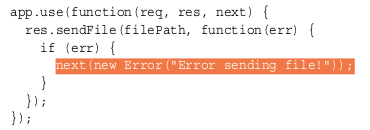 app.use(function(req, res, next) {
  res.sendFile(filePath, function(err) {
    if (err) {
      next(new Error("Error sending file!"));
    }
  });
});